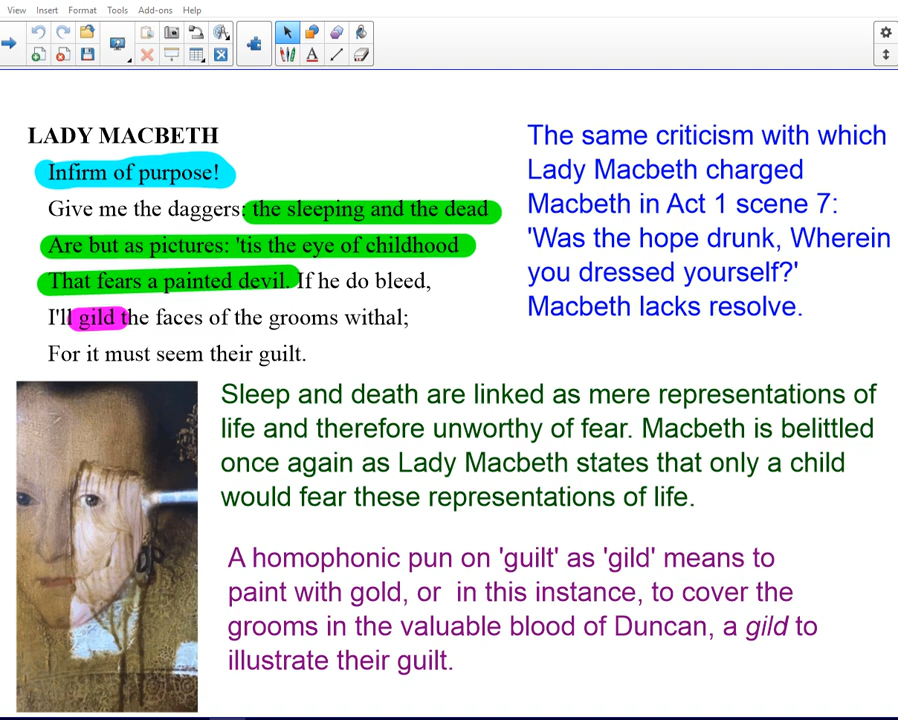 View Insert Format Tools Add-ons Help
LADY MACBETH
Infirm of purpose!
Give me the daggers: the sleeping and the dead
Are but as pictures: 'tis the eye of childhood
That fears a painted devil. If he do bleed,
I'll gild the faces of the grooms withal;
For it must seem their guilt.
The same criticism with which
Lady Macbeth charged
Macbeth in Act 1 scene 7:
'Was the hope drunk, Wherein
you dressed yourself?'
Macbeth lacks resolve.
Sleep and death are linked as mere representations of
life and therefore unworthy of fear. Macbeth is belittled
once again as Lady Macbeth states that only a child
would fear these representations of life.
A homophonic pun on 'guilt' as 'gild' means to
paint with gold, or in this instance, to cover the
grooms in the valuable blood of Duncan, a gild to
illustrate their guilt.